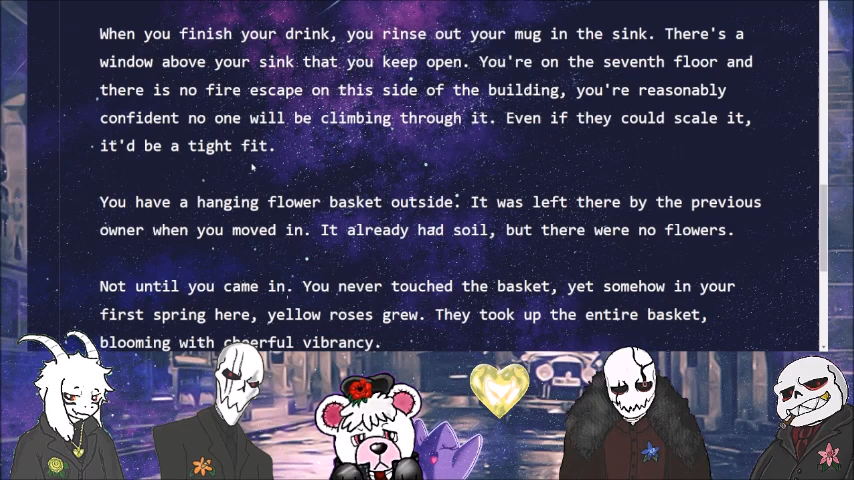 When you finish your drink, you rinse out your mug in the sink. There's a
window above your sink that you keep open. You're on the seventh floor and
there is no fire escape on this side of the building, you're reasonably
confident no one will be climbing through it. Even if they could scale it,
it'd be a tight fit.
You have a hanging flower basket outside. It was left there by the previous
owner when you moved in. It already had soil, but there were no flowers.
Not until you came in. You never touched the basket, yet somehow in your
first spring here, yellow roses grew. They took up the entire basket,
blooming with cheerful vibrancy.